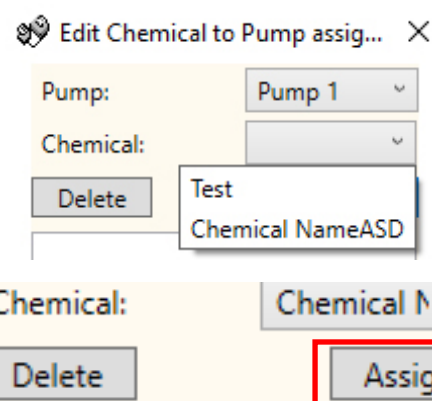 Edit Chemical to Pump assig...
Pump: Pump 1
Chemical:
Delete Test
Chemical NameASD
Chemical: Chemical N
Delete Assig